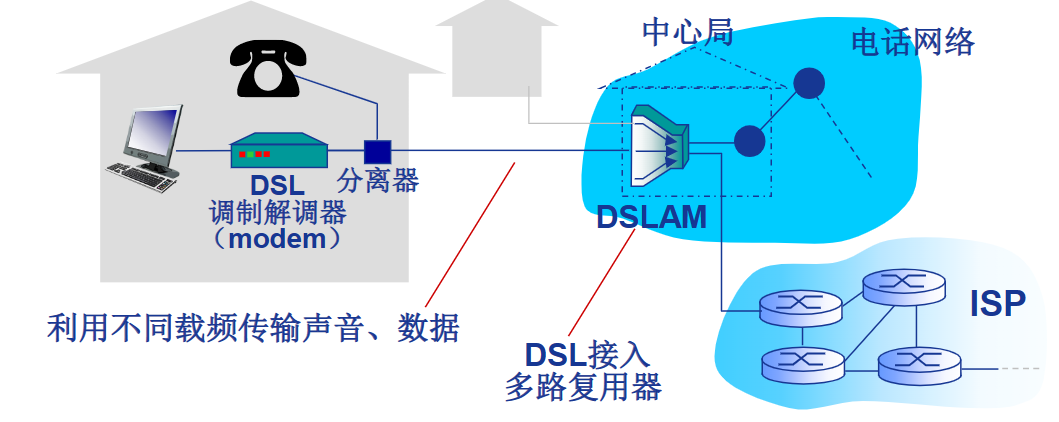 中心局
电话网络
DSL
调制解调器
（modem）
分离器
DSLAM
ISP
利用不同载频传输声音、数据
DSL接入
多路复用器